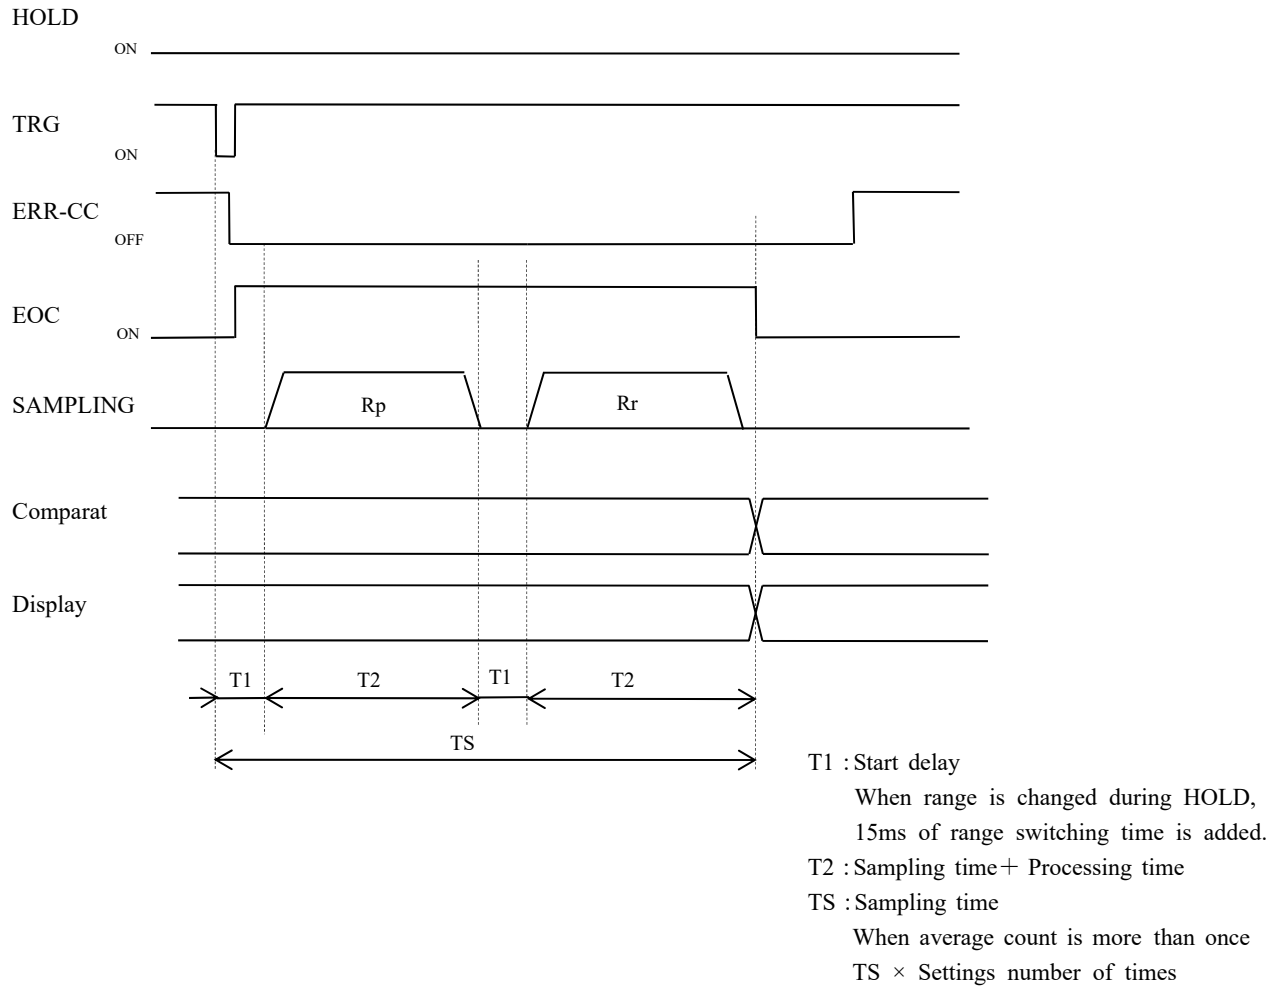 HOLD
ON
TRG
ON
ERR-CC
OFF
EOC
ON
SAMPLING
Rp
Rr
Comparat
Display
T1
T2
T1
T2
TS
T1 : Start delay
When range is changed during HOLD,
15ms of range switching time is added.
T2 : Sampling time+ Processing time
TS : Sampling time
When average count is more than once
TS × Settings number of times